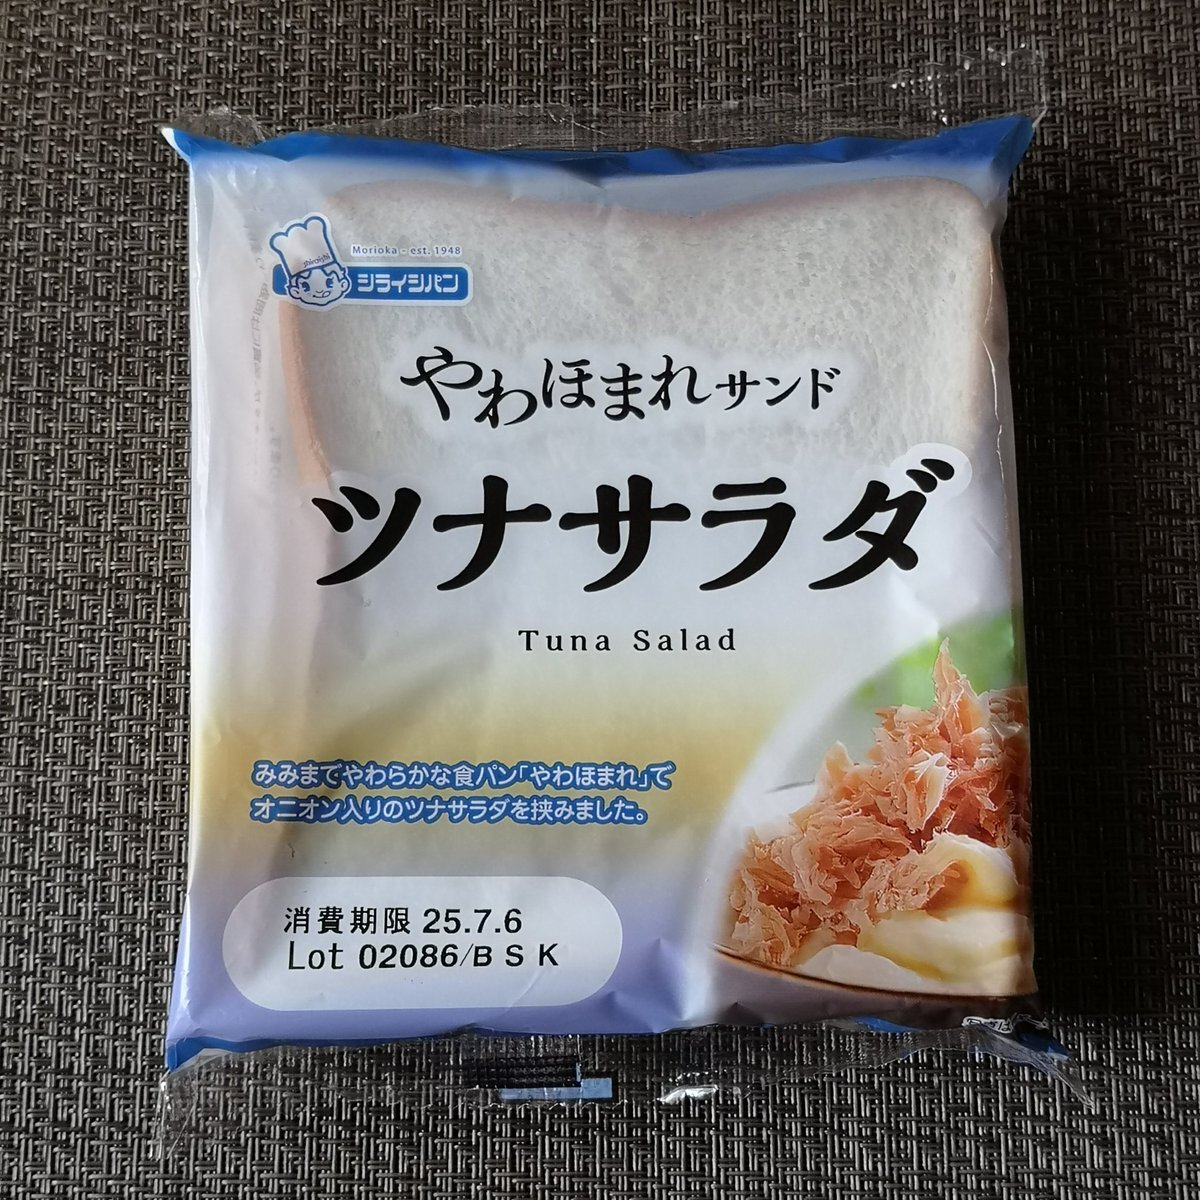 Morioka - est. 1948
Shiraishi
シライシパン
やわほまれサンド
ツナサラダ
Tuna Salad
みみまでやわらかな食パン「やわほまれ」で
オニオン入りのツナサラダを挟みました。
消費期限 25.7.6
Lot 02086/B S K